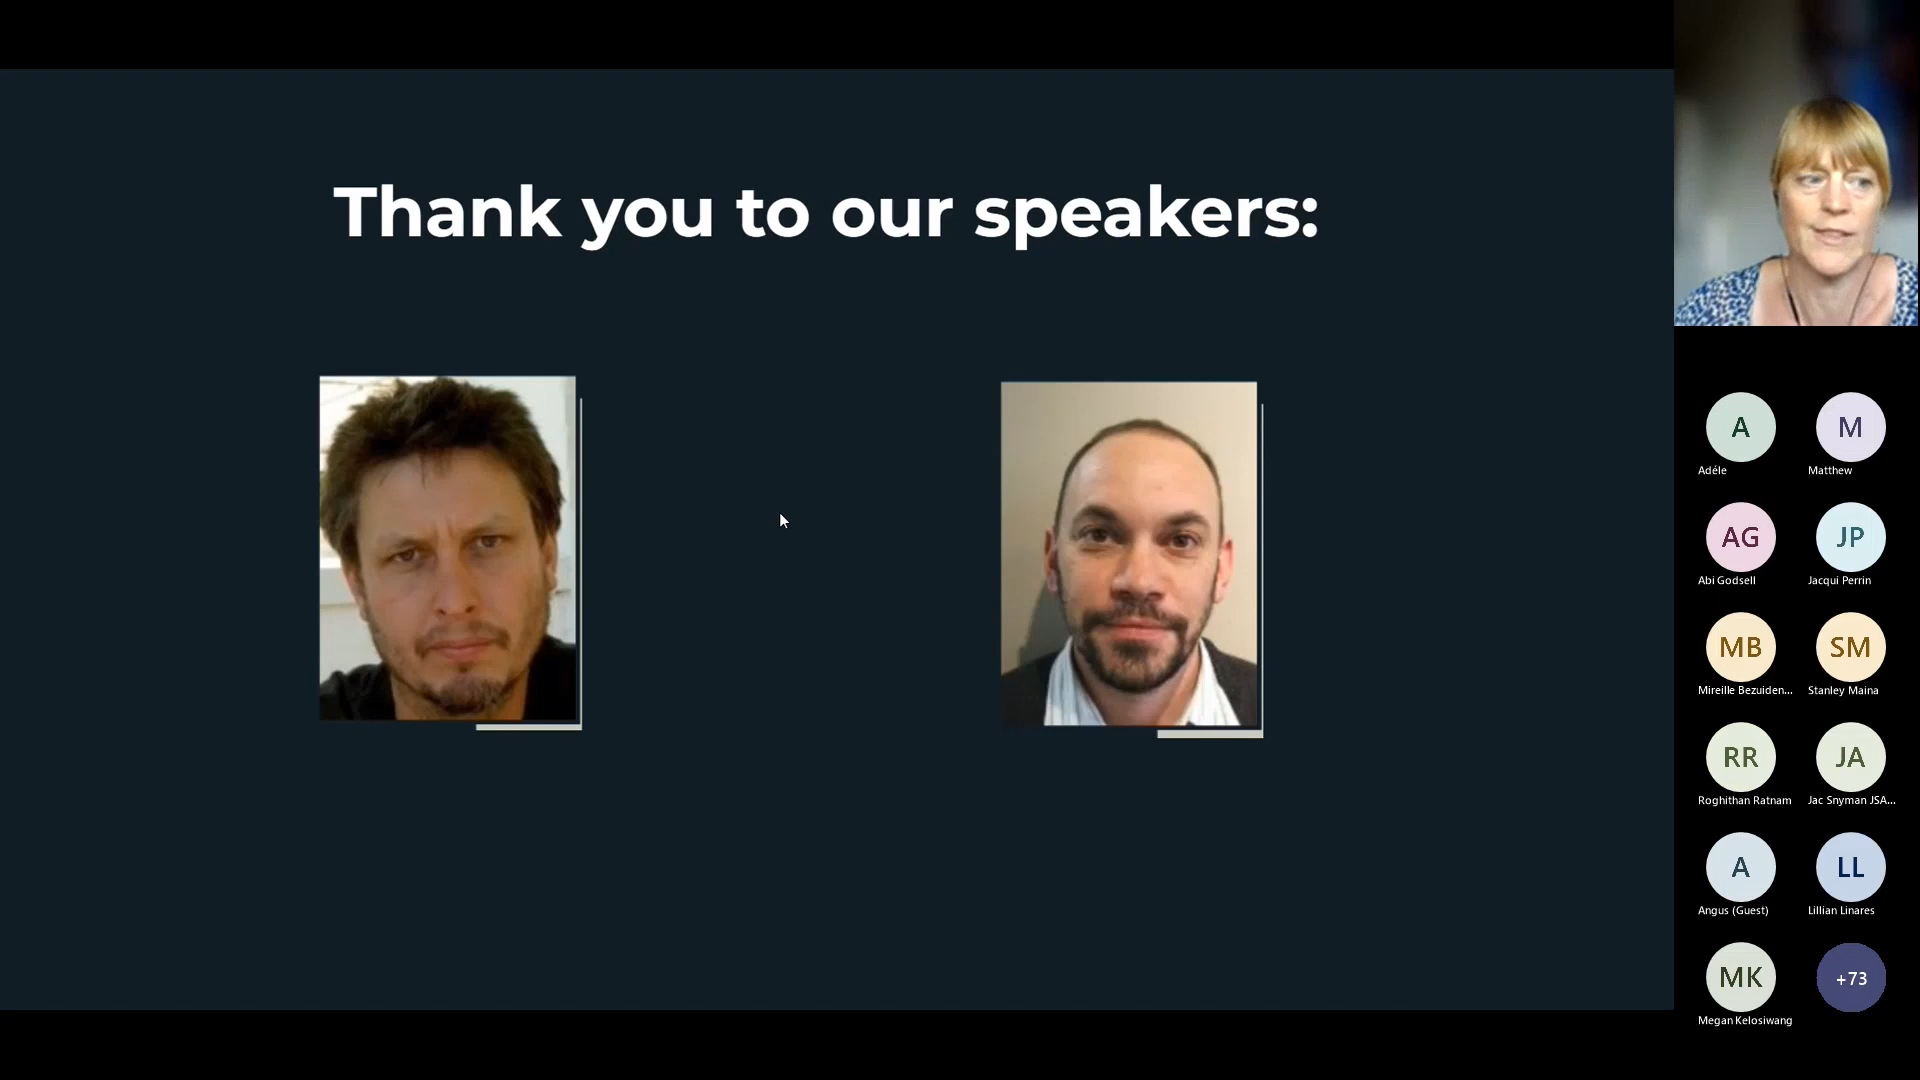 Thank you to our speakers:
A
M
Adéle
Matthew
AG
JP
Abi Godsell
Jacqui Perrin
MB
SM
Mireille Bezuiden...
Stanley Maina
RR
JA
Roghithan Ratnam
Jac Snyman JSA...
A
LL
Angus (Guest)
Lillian Linares
MK
+73
Megan Kelosiwang